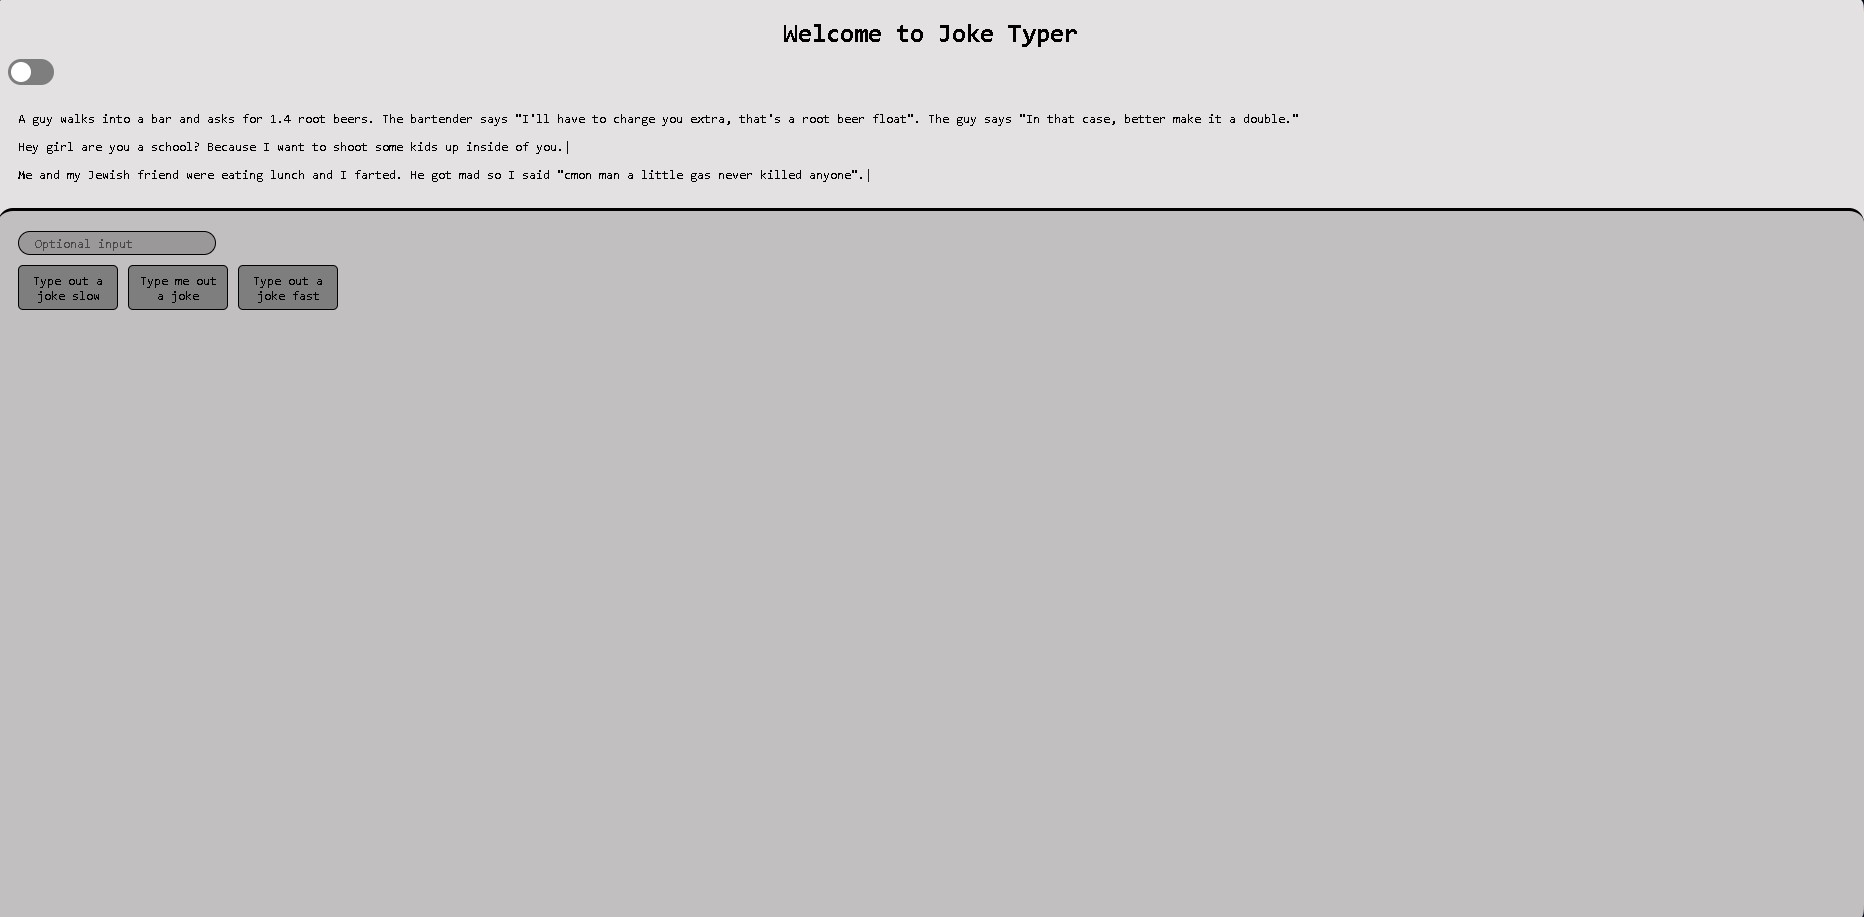 Welcome to Joke Typer
A guy walks into a bar and asks for 1.4 root beers. The bartender says "I'll have to charge you extra, that's a root beer float". The guy says "In that case, better make it a double."
Hey girl are you a school? Because I want to shoot some kids up inside of you.|
Me and my Jewish friend were eating lunch and I farted. He got mad so I said "cmon man a little gas never killed anyone".|
Optional input
Type out a
joke slow
Type me out
a joke
Type out a
joke fast